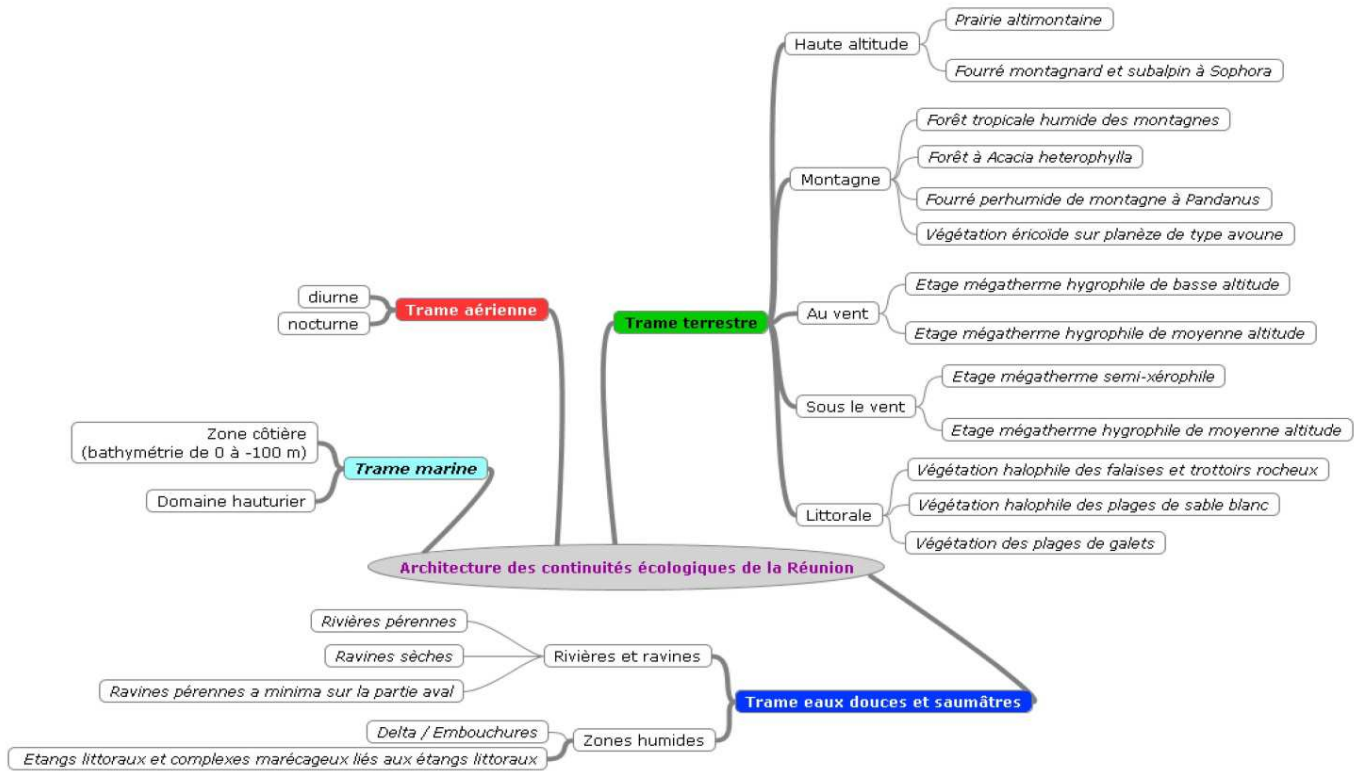 Prairie altimontaine
Haute altitude
Fourré montagnard et subalpin à Sophora
Forêt tropicale humide des montagnes
Forêt à Acacia heterophylla
Montagne
Fourré perhumide de montagne à Pandanus
Végétation éricoïde sur planèze de type avoune
Etage mégatherme hygrophile de basse altitude
Au vent
Etage mégatherme hygrophile de moyenne altitude
Trame terrestre
Etage mégatherme semi-xérophile
Sous le vent
Etage mégatherme hygrophile de moyenne altitude
Végétation halophile des falaises et trottoirs rocheux
Végétation halophile des plages de sable blanc
Littorale
Végétation des plages de galets
diurne
Trame aérienne
nocturne
Zone côtière
(bathymétrie de 0 à -100 m)
Trame marine
Domaine hauturier
Architecture des continuités écologiques de la Réunion
Rivières pérennes
Ravines sèches
Rivières et ravines
Ravines pérennes a minima sur la partie aval
Trame eaux douces et saumâtres
Delta / Embouchures
Zones humides
Etangs littoraux et complexes marécageux liés aux étangs littoraux